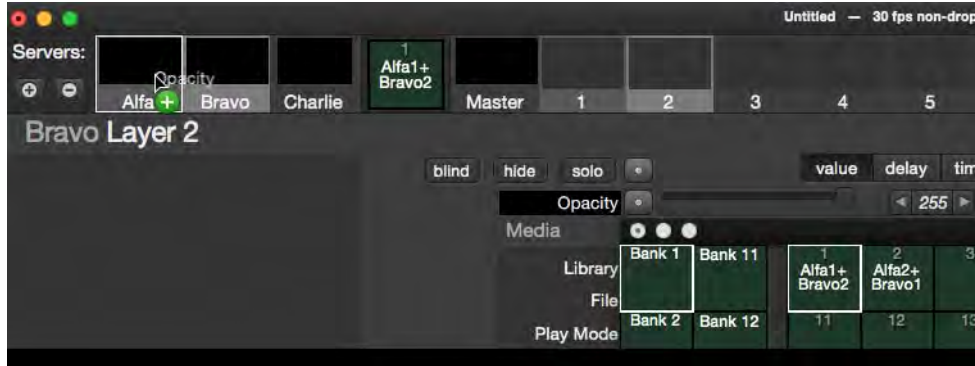 Untitled — 30 fps non-drop
Servers:
1
Alfa1+
Bravo2
Opacity
Alfa Bravo Charlie Master 1 2 3 4 5
Bravo Layer 2
blind hide solo value delay tim
Opacity 255
Media
Bank 1 Bank 11 1 2 3
Library Alfa1+ Alfa2+
Bravo2 Bravo1
File
Bank 2 Bank 12 11 12 13
Play Mode